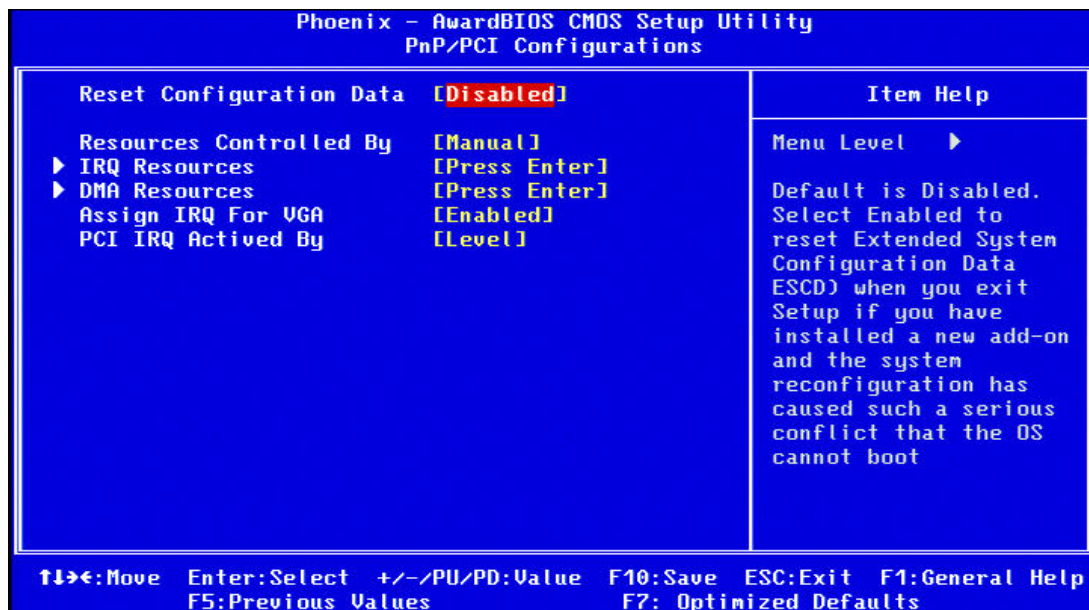 Phoenix - AwardBIOS CMOS Setup Utility
PnP/PCI Configurations
Reset Configuration Data [Disabled]
Resources Controlled By [Manual]
IRQ Resources [Press Enter]
DMA Resources [Press Enter]
Assign IRQ For VGA [Enabled]
PCI IRQ Actived By [Level]
Item Help
Menu Level
Default is Disabled.
Select Enabled to
reset Extended System
Configuration Data
ESCD) when you exit
Setup if you have
installed a new add-on
and the system
reconfiguration has
caused such a serious
conflict that the OS
cannot boot
↑↓→←:Move Enter:Select +/-/PU/PD:Value F10:Save ESC:Exit F1:General Help
F5:Previous Values F7: Optimized Defaults